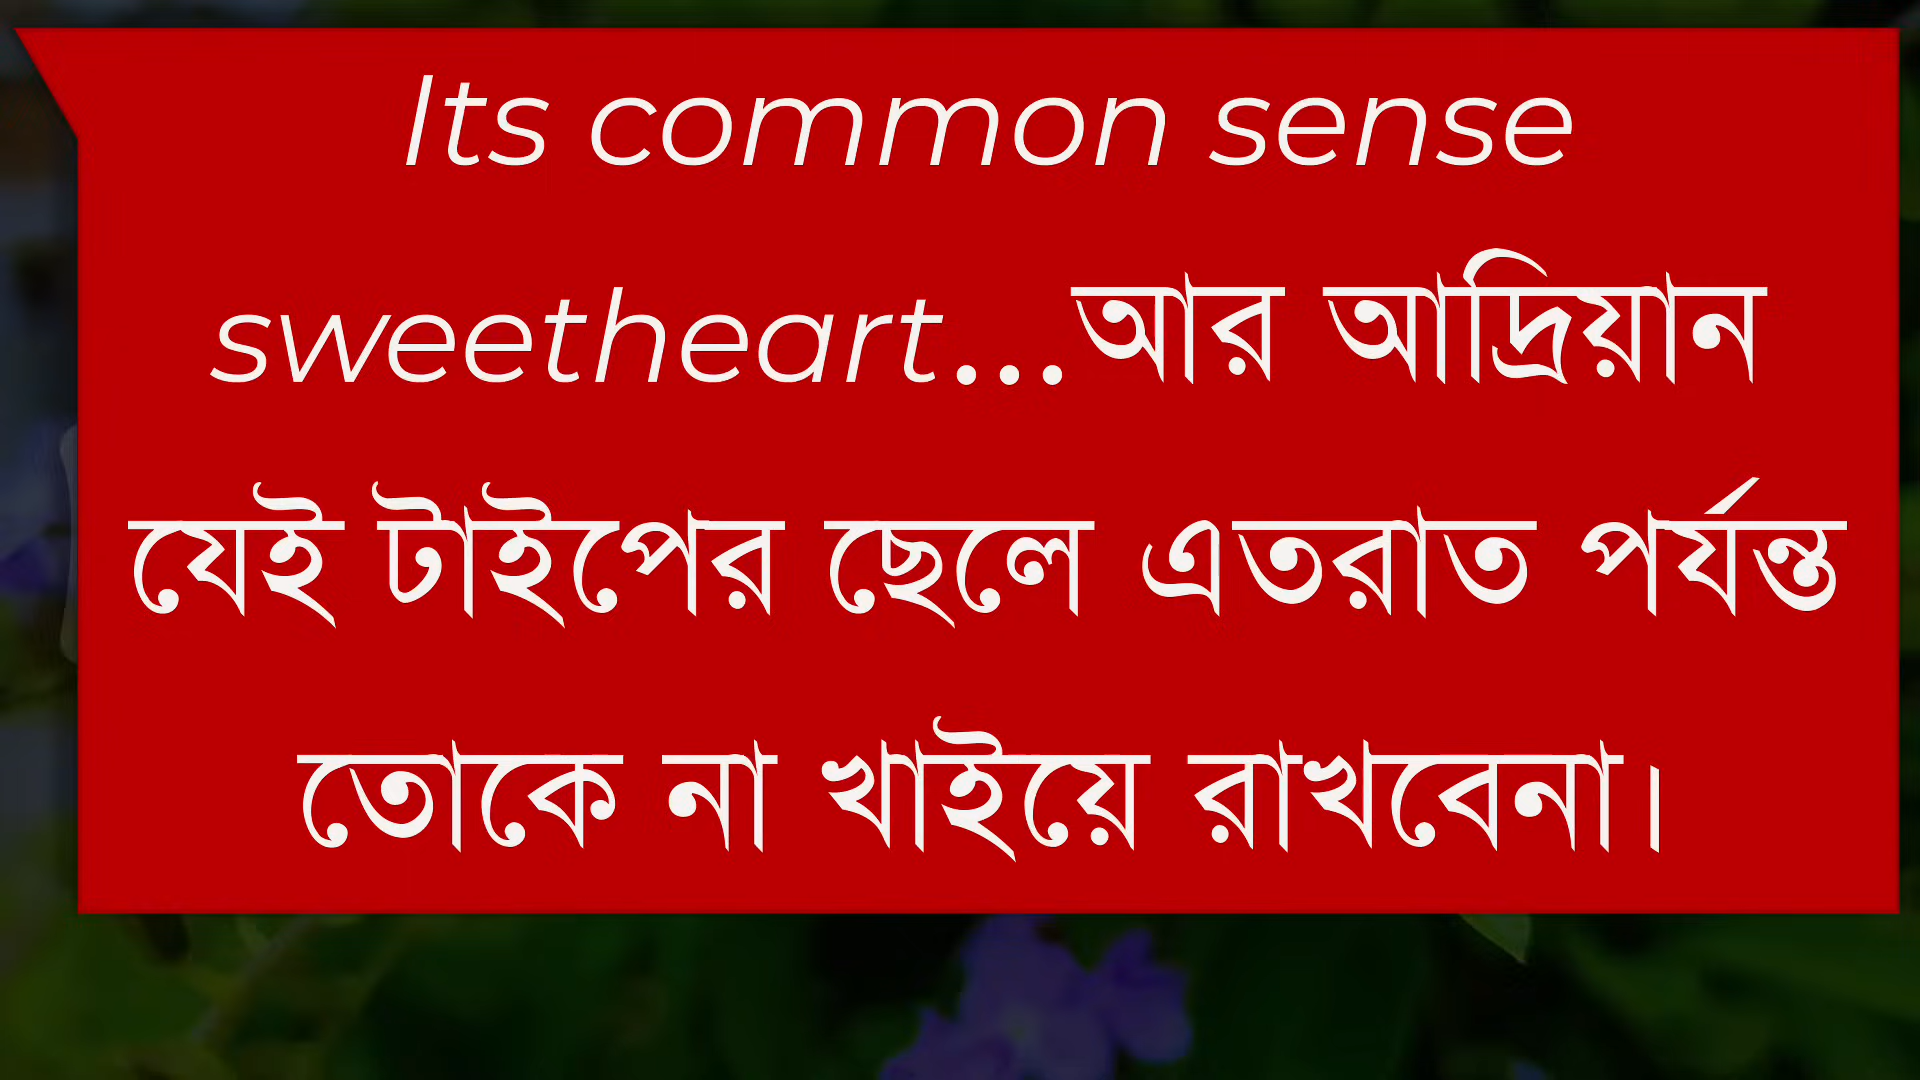 Its common sense
sweetheart...আর আদ্রিয়ান
যেই টাইপের ছেলে এতরাত পর্যন্ত
তোকে না খাইয়ে রাখবেনা।